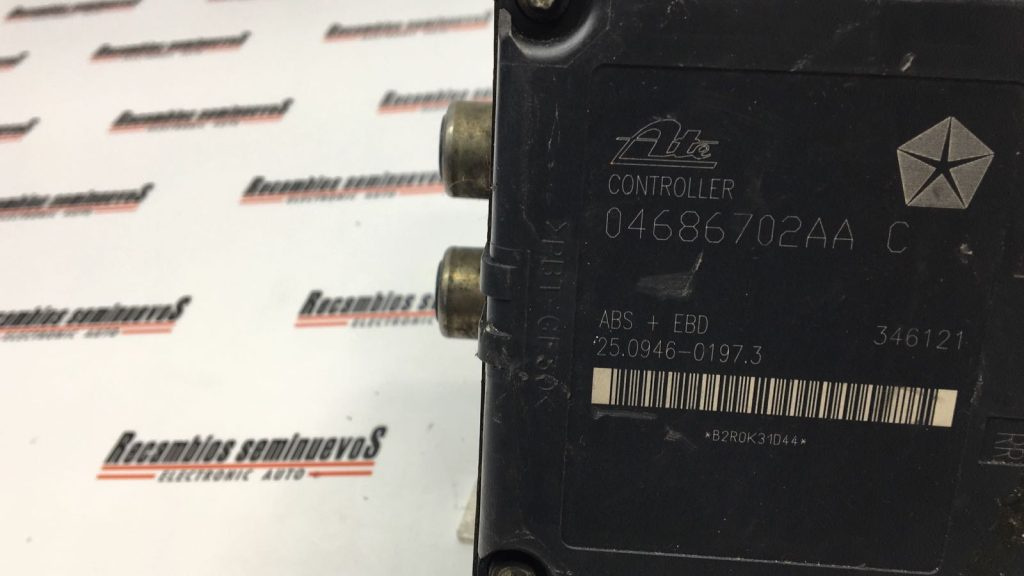 Recambios seminuevos
ELECTRONIC AUTO
Ate
CONTROLLER
04686702AA C
ABS + EBD
346121
25.0946-0197.3
*B2R0K31D44*